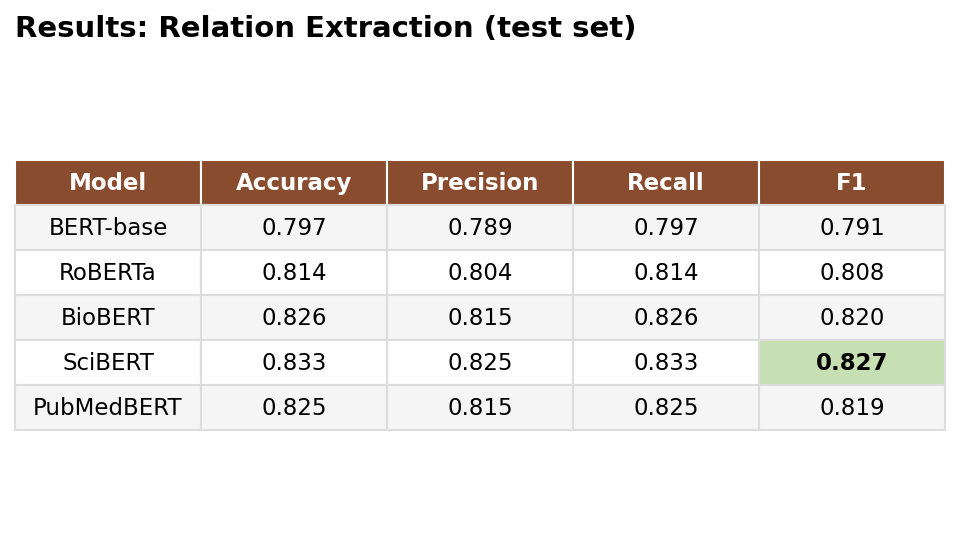 Results: Relation Extraction (test set)
Model Accuracy Precision Recall F1
BERT-base 0.797 0.789 0.797 0.791
RoBERTa 0.814 0.804 0.814 0.808
BioBERT 0.826 0.815 0.826 0.820
SciBERT 0.833 0.825 0.833 0.827
PubMedBERT 0.825 0.815 0.825 0.819